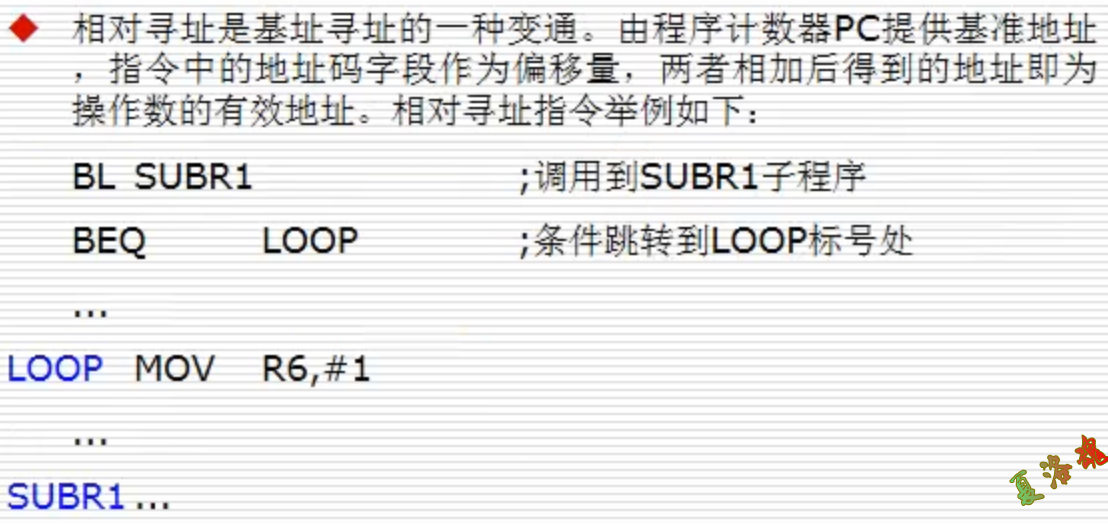 ◆ 相对寻址是基址寻址的一种变通。由程序计数器PC提供基准地址
，指令中的地址码字段作为偏移量，两者相加后得到的地址即为
操作数的有效地址。相对寻址指令举例如下：
BL SUBR1 ;调用到SUBR1子程序
BEQ LOOP ;条件跳转到LOOP标号处
...
LOOP MOV R6,#1
...
SUBR1 ...
夏海桃